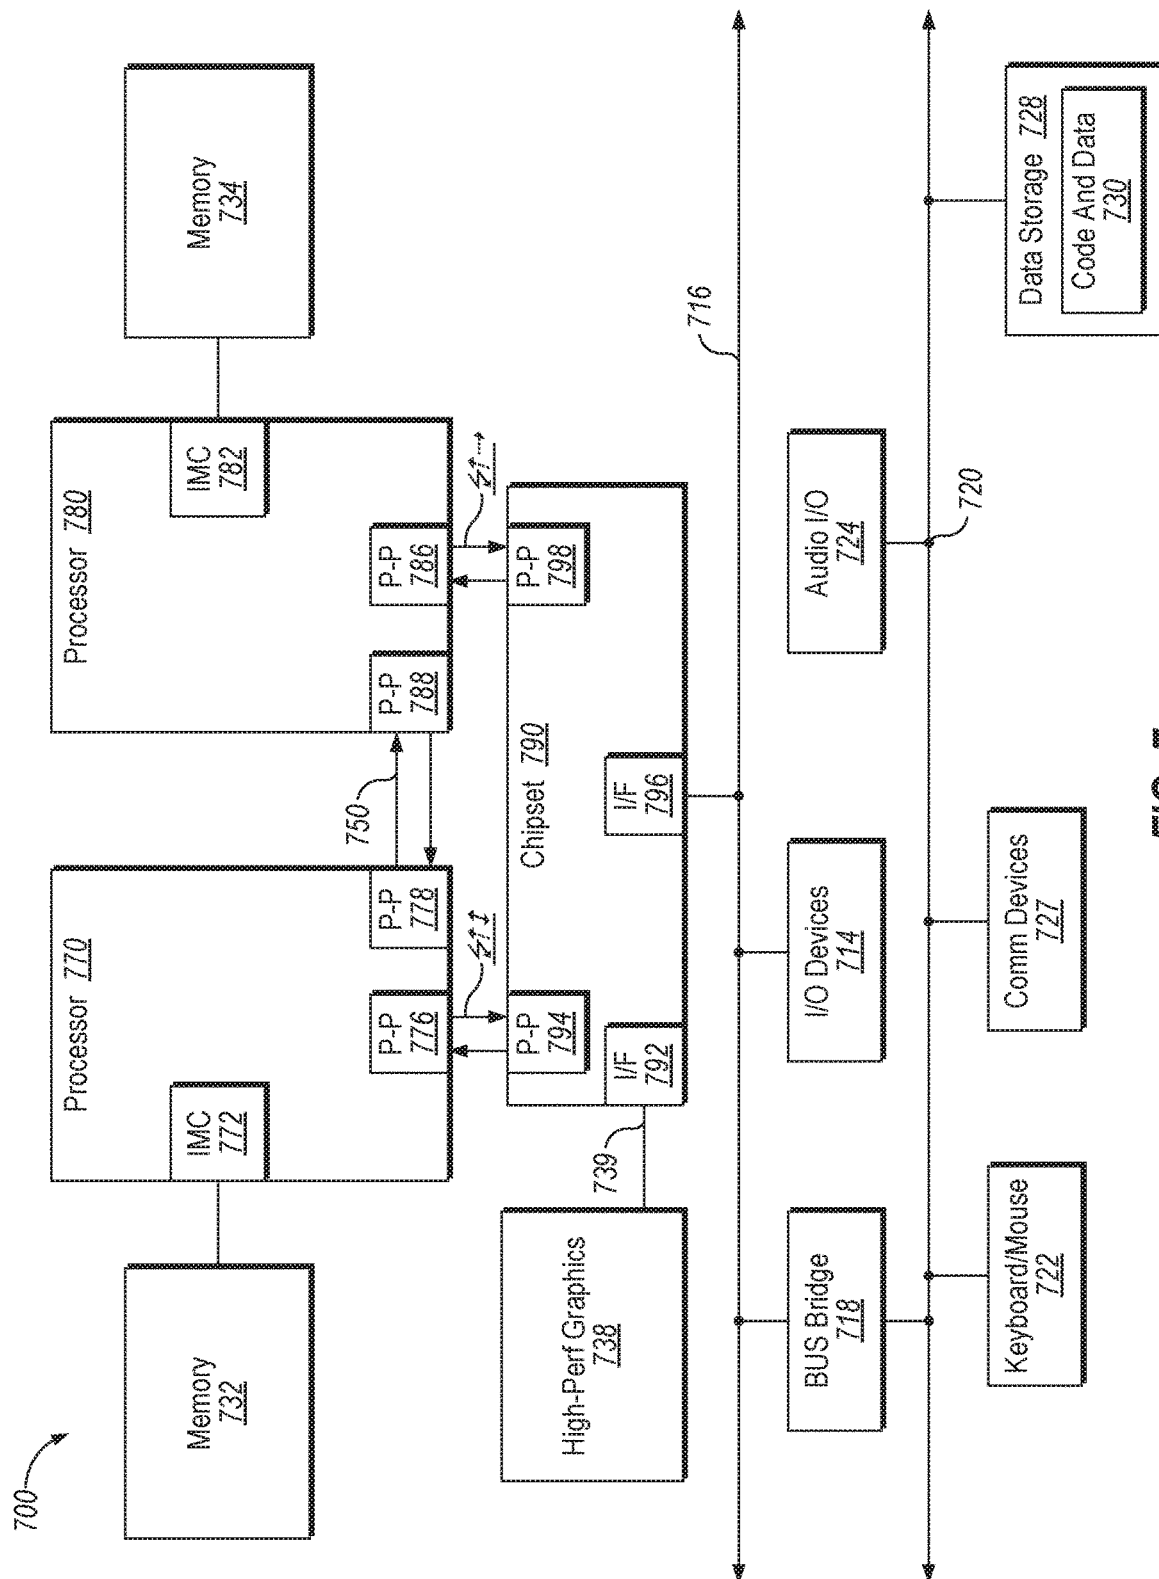 700
Memory
732
Processor 770
IMC
772
P-P
776
P-P
778
750
Processor 780
P-P
788
P-P
786
IMC
782
Memory
734
High-Perf Graphics
738
739
Chipset 790
P-P
794
P-P
798
I/F
792
I/F
796
716
BUS Bridge
718
I/O Devices
714
Audio I/O
724
720
Keyboard/Mouse
722
Comm Devices
727
Data Storage 728
Code And Data
730